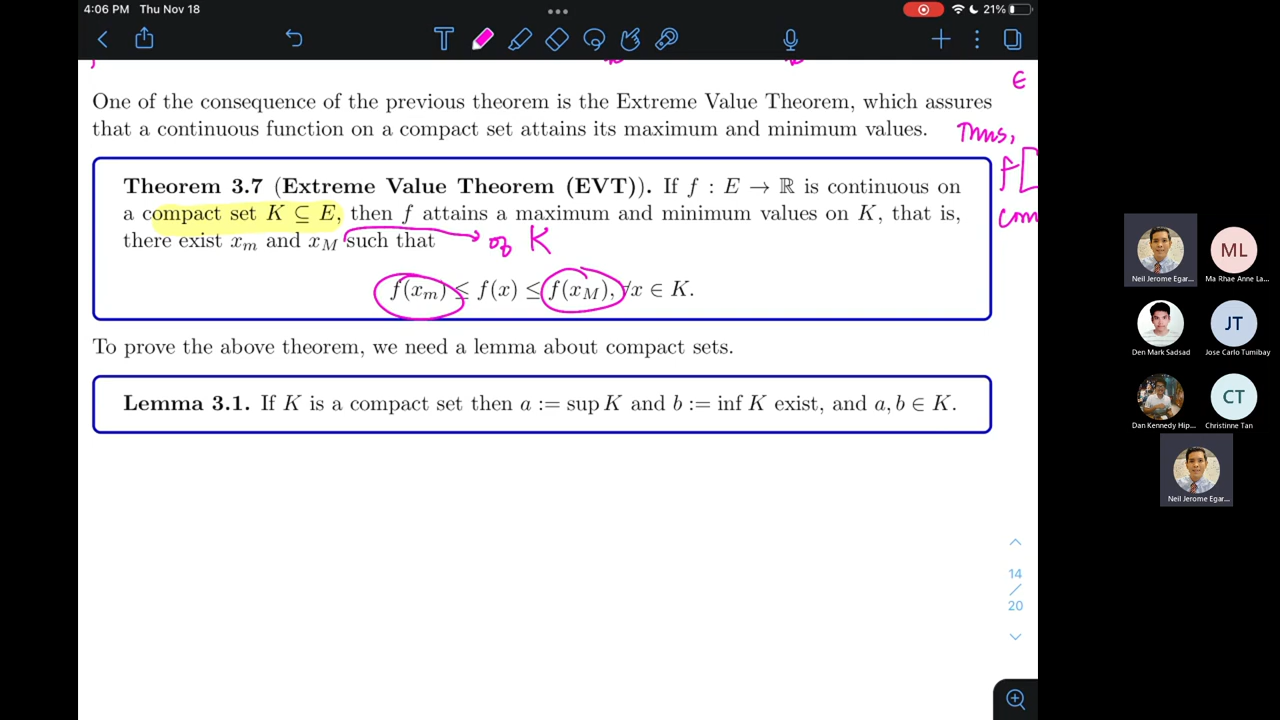 4:06 PM Thu Nov 18
21%
ϵ
One of the consequence of the previous theorem is the Extreme Value Theorem, which assures
that a continuous function on a compact set attains its maximum and minimum values.
Thus,
Theorem 3.7 (Extreme Value Theorem (EVT)). If f : E → ℝ is continuous on
f[
a compact set K ⊆ E, then f attains a maximum and minimum values on K, that is,
com
there exist x_m and x_M such that
of K
f(x_m) ≤ f(x) ≤ f(x_M), ∀x ∈ K.
To prove the above theorem, we need a lemma about compact sets.
Lemma 3.1. If K is a compact set then a := sup K and b := inf K exist, and a, b ∈ K.
14
/
20
ML
Neil Jerome Egar...
Ma Rhae Anne La...
JT
Den Mark Sadsad
Jose Carlo Tumibay
CT
Dan Kennedy Hip...
Christinne Tan
Neil Jerome Egar...